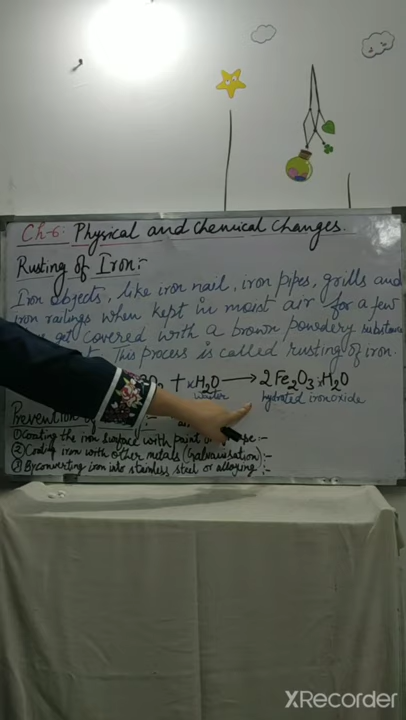 Ch-6: Physical and Chemical Changes.
Rusting of Iron:-
Iron objects, like iron nail, iron pipes, grills and
iron railings when kept in moist air for a few
get covered with a brown powdery substance
This process is called rusting of iron.
+ xH2O → 2Fe2O3.xH2O
water hydrated iron oxide
Prevention of
① Coating the iron surface with paint :-
② Coating iron with other metals (Galvanisation) :-
③ By converting iron into stainless steel or alloying :-
XRecorder